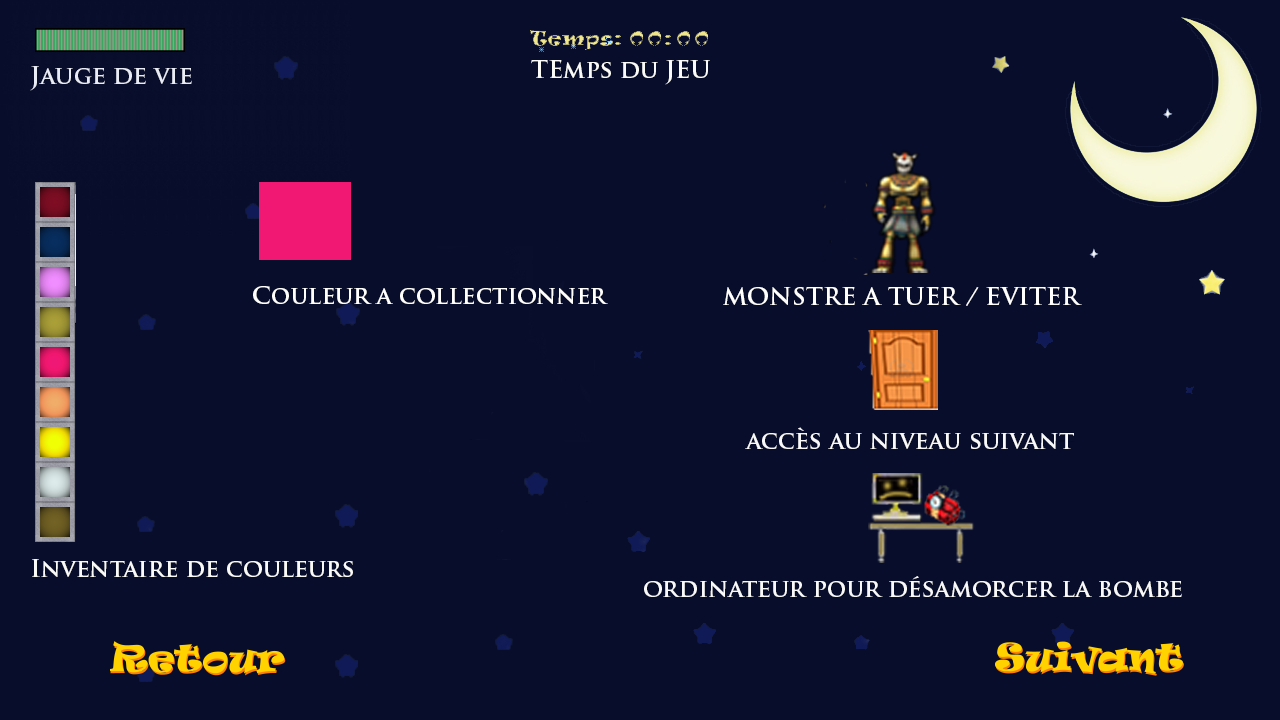 Temps: 00:00
JAUGE DE VIE
TEMPS DU JEU
COULEUR A COLLECTIONNER
MONSTRE A TUER / EVITER
ACCÈS AU NIVEAU SUIVANT
INVENTAIRE DE COULEURS
ORDINATEUR POUR DÉSAMORCER LA BOMBE
Retour
Suivant